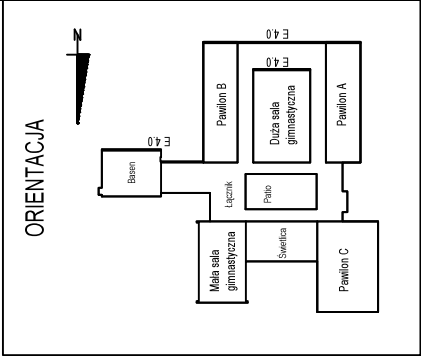 ORIENTACJA
N
E 4.0
E 4.0
E 4.0
Basen
Pawilon B
Duża sala
gimnastyczna
Pawilon A
Łącznik
Patio
Mała sala
gimnastyczna
Świetlica
Pawilon C